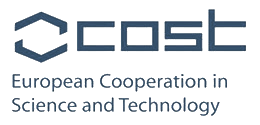 cost
European Cooperation in
Science and Technology